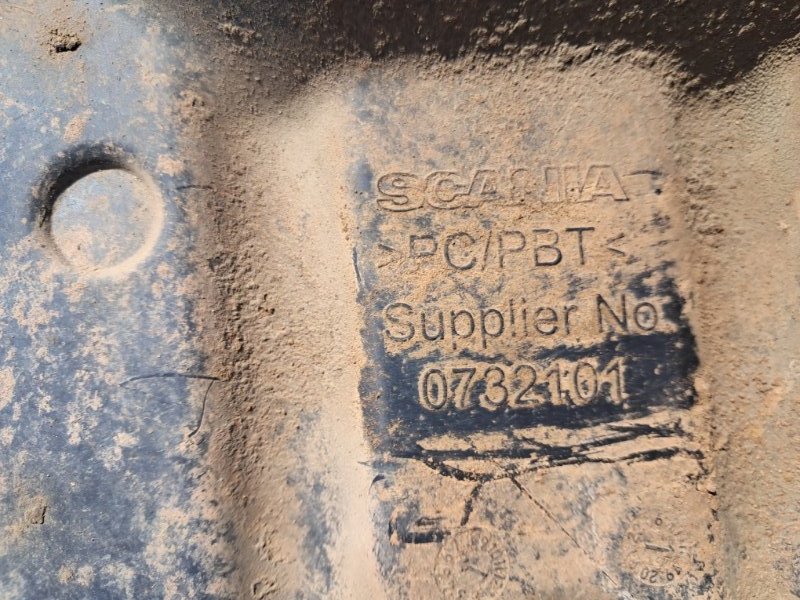 SCANIA
>PC/PBT<
Supplier No
0732101